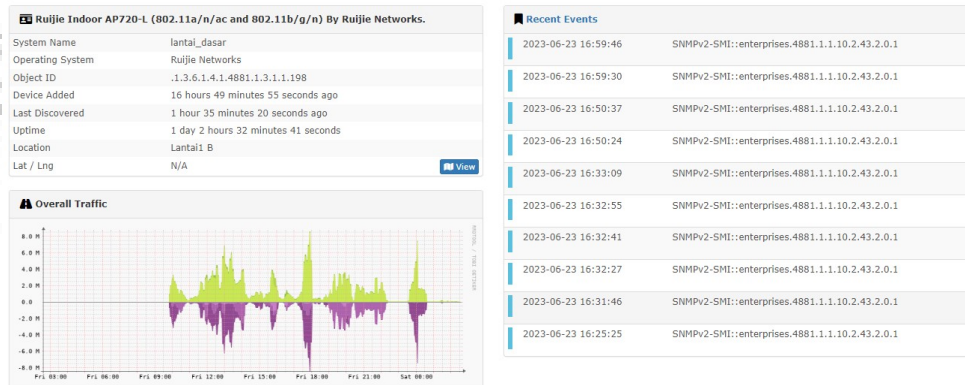 Ruijie Indoor AP720-L (802.11a/n/ac and 802.11b/g/n) By Ruijie Networks.
System Name lantai_dasar
Operating System Ruijie Networks
Object ID .1.3.6.1.4.1.4881.1.3.1.1.198
Device Added 16 hours 49 minutes 55 seconds ago
Last Discovered 1 hour 35 minutes 20 seconds ago
Uptime 1 day 2 hours 32 minutes 41 seconds
Location Lantai1 B
Lat / Lng N/A View
Overall Traffic
8.0 M
6.0 M
4.0 M
2.0 M
0.0
-2.0 M
-4.0 M
-6.0 M
-8.0 M
Fri 03:00 Fri 06:00 Fri 09:00 Fri 12:00 Fri 15:00 Fri 18:00 Fri 21:00 Sat 00:00
RRDTOOL / TOBI OETIKER
Recent Events
2023-06-23 16:59:46 SNMPv2-SMI::enterprises.4881.1.1.10.2.43.2.0.1
2023-06-23 16:59:30 SNMPv2-SMI::enterprises.4881.1.1.10.2.43.2.0.1
2023-06-23 16:50:37 SNMPv2-SMI::enterprises.4881.1.1.10.2.43.2.0.1
2023-06-23 16:50:24 SNMPv2-SMI::enterprises.4881.1.1.10.2.43.2.0.1
2023-06-23 16:33:09 SNMPv2-SMI::enterprises.4881.1.1.10.2.43.2.0.1
2023-06-23 16:32:55 SNMPv2-SMI::enterprises.4881.1.1.10.2.43.2.0.1
2023-06-23 16:32:41 SNMPv2-SMI::enterprises.4881.1.1.10.2.43.2.0.1
2023-06-23 16:32:27 SNMPv2-SMI::enterprises.4881.1.1.10.2.43.2.0.1
2023-06-23 16:31:46 SNMPv2-SMI::enterprises.4881.1.1.10.2.43.2.0.1
2023-06-23 16:25:25 SNMPv2-SMI::enterprises.4881.1.1.10.2.43.2.0.1